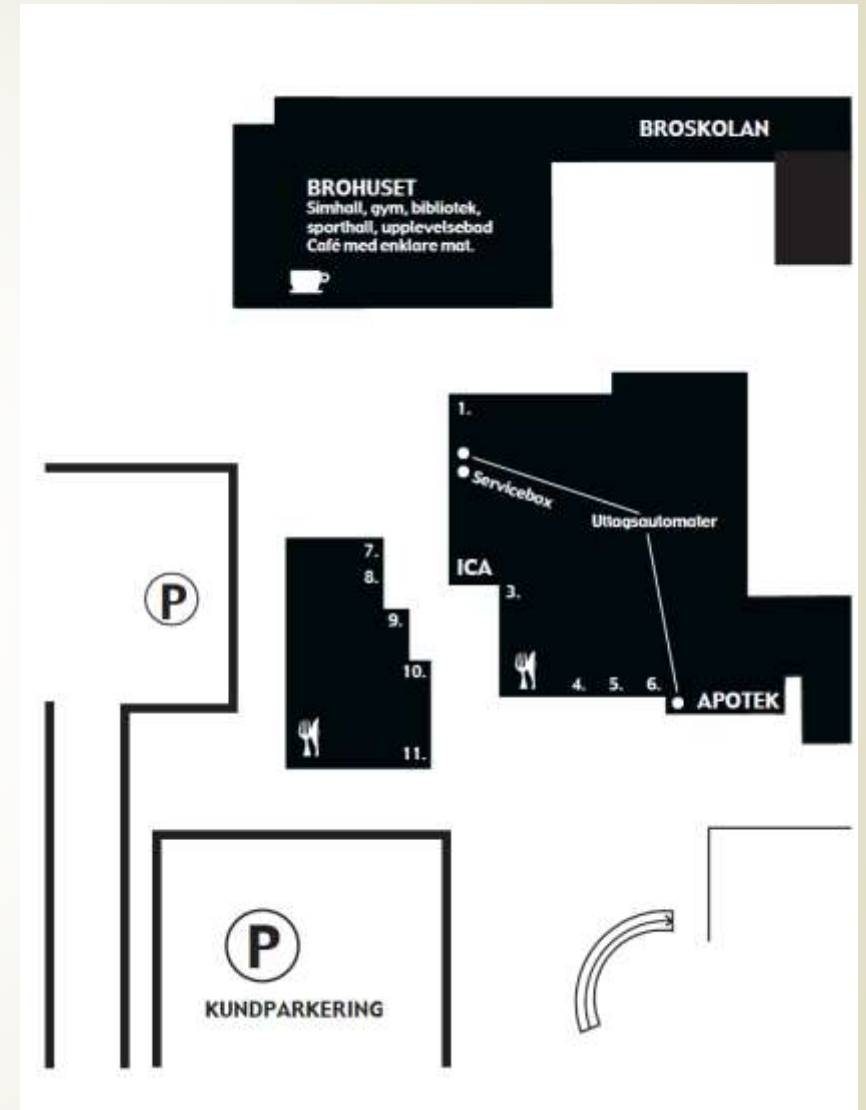 BROSKOLAN
BROHUSET
Simhall, gym, bibliotek,
sporthall, upplevelsebad
Café med enklare mat.
1.
Servicebox
Uttagsautomater
ICA
3.
4. 5. 6.
APOTEK
7.
8.
9.
10.
11.
P
P
KUNDPARKERING